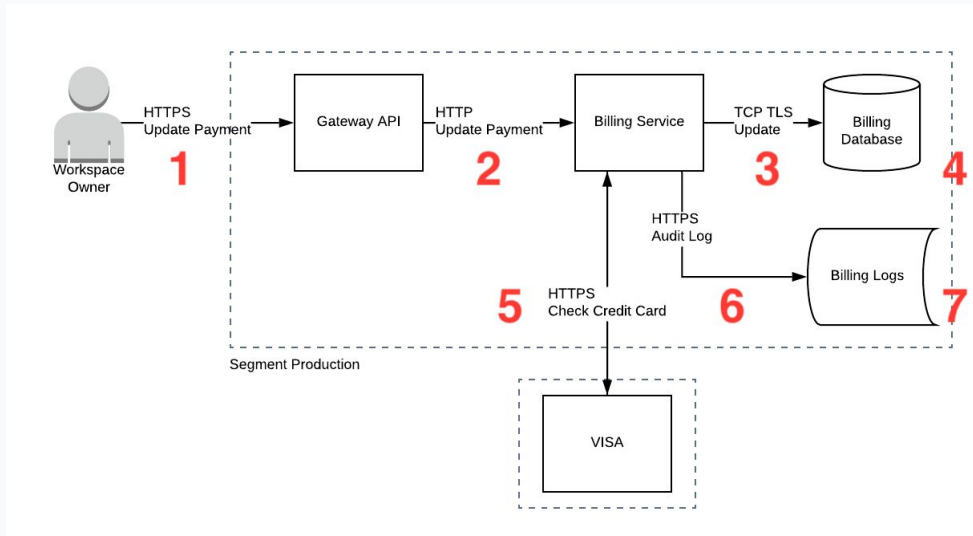 HTTPS
Update Payment
1
Workspace
Owner
Gateway API
HTTP
Update Payment
2
Billing Service
TCP TLS
Update
3
Billing
Database
4
HTTPS
Audit Log
Billing Logs
5
HTTPS
Check Credit Card
6
7
Segment Production
VISA